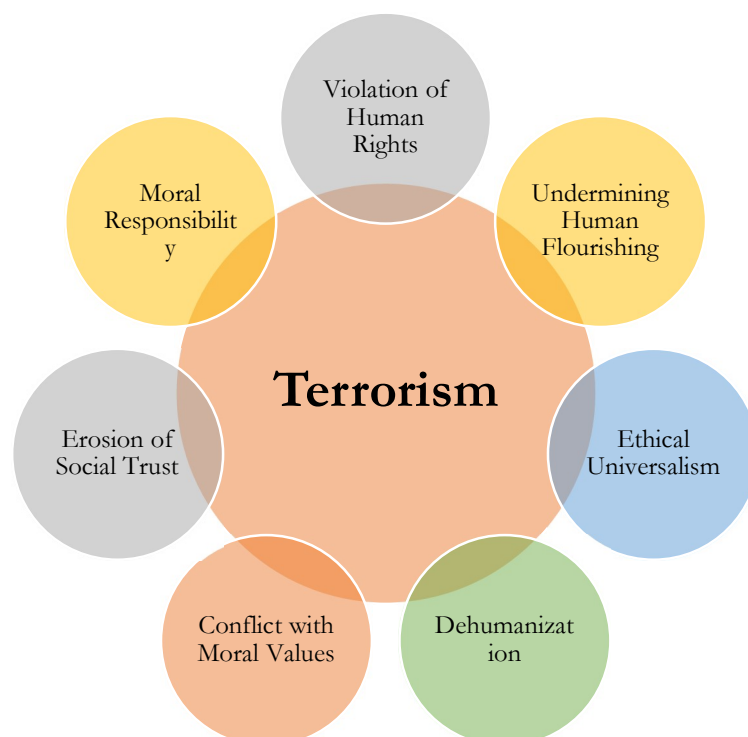 Violation of
Human
Rights
Undermining
Human
Flourishing
Ethical
Universalism
Dehumanizat
ion
Conflict with
Moral Values
Erosion of
Social Trust
Moral
Responsibilit
y
Terrorism